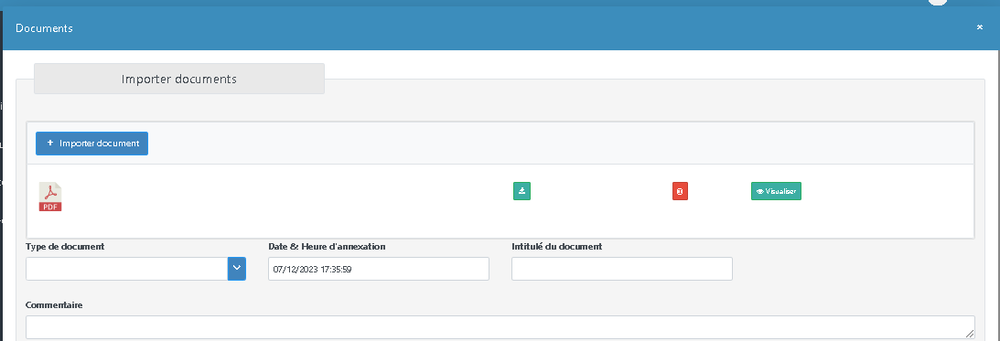 Documents
Importer documents
+ Importer document
PDF
Visualiser
Type de document
Date & Heure d'annexation
Intitulé du document
07/12/2023 17:35:59
Commentaire